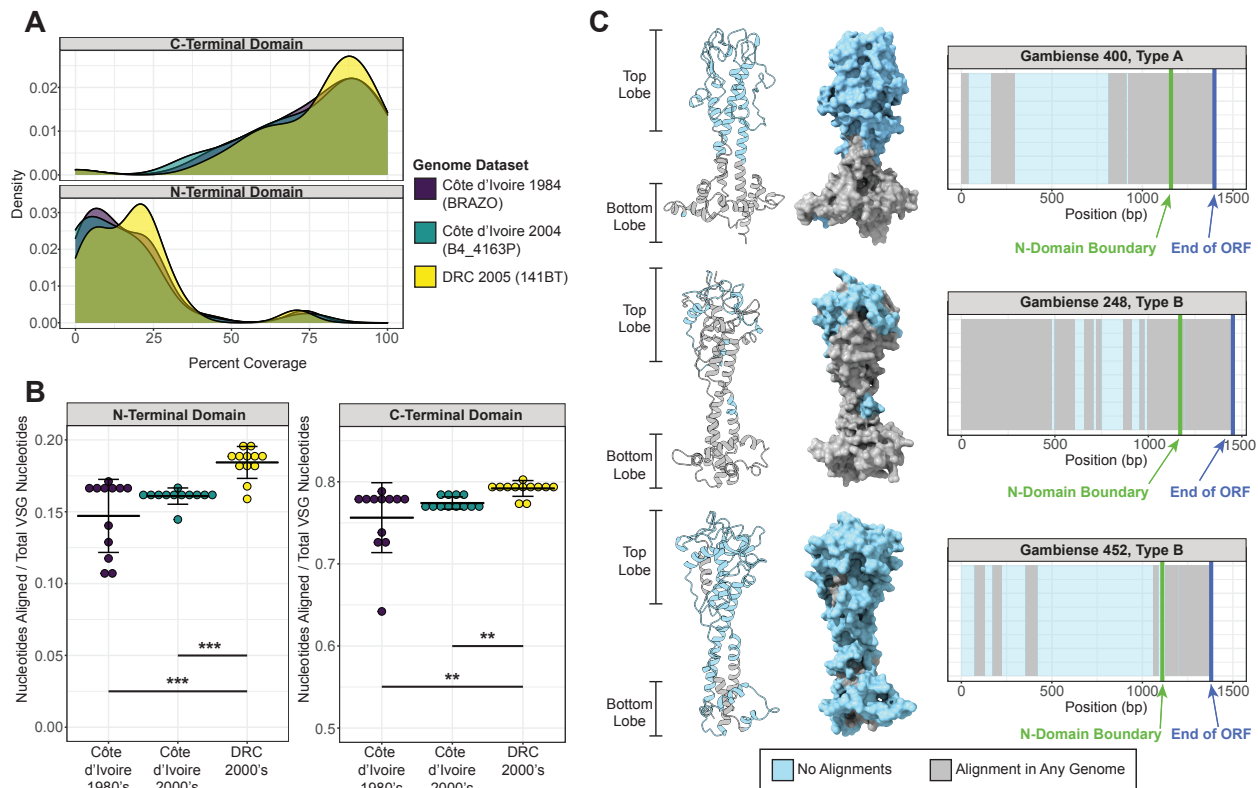 A
C-Terminal Domain
0.02
0.01
0.00
N-Terminal Domain
0.03
0.02
0.01
0.00
Density
0
25
50
75
100
Percent Coverage
Genome Dataset
Côte d'Ivoire 1984
(BRAZO)
Côte d'Ivoire 2004
(B4_4163P)
DRC 2005 (141BT)
B
N-Terminal Domain
Nucleotides Aligned / Total VSG Nucleotides
0.20
0.15
0.10
0.05
0.00
***
***
Côte
d'Ivoire
1980's
Côte
d'Ivoire
2000's
DRC
2000's
C-Terminal Domain
Nucleotides Aligned / Total VSG Nucleotides
0.8
0.7
0.6
0.5
**
**
Côte
d'Ivoire
1980's
Côte
d'Ivoire
2000's
DRC
2000's
C
Top
Lobe
Bottom
Lobe
Gambiense 400, Type A
0
500
1000
1500
Position (bp)
N-Domain Boundary
End of ORF
Top
Lobe
Bottom
Lobe
Gambiense 248, Type B
0
500
1000
1500
Position (bp)
N-Domain Boundary
End of ORF
Top
Lobe
Bottom
Lobe
Gambiense 452, Type B
0
500
1000
1500
Position (bp)
N-Domain Boundary
End of ORF
No Alignments
Alignment in Any Genome